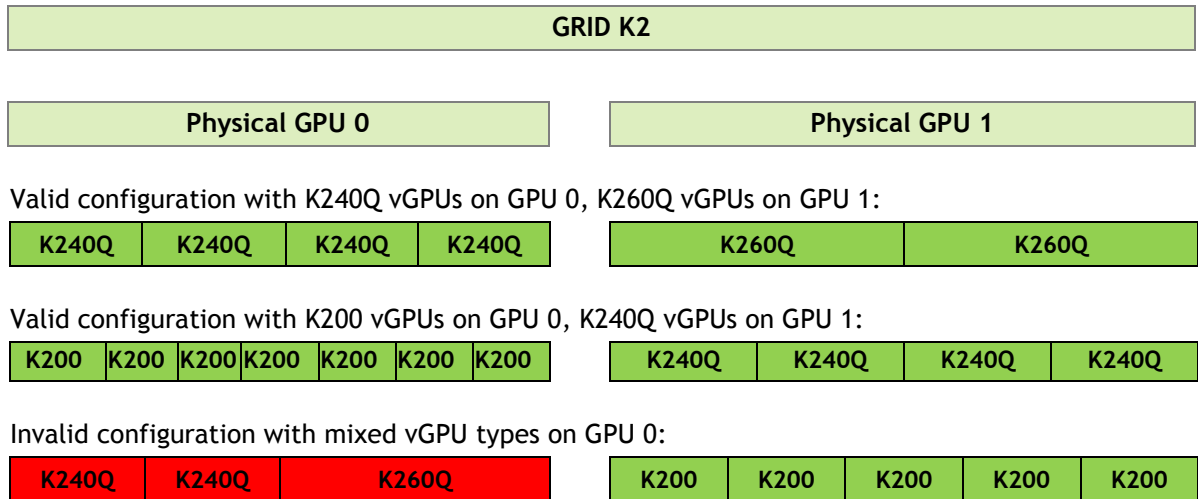 GRID K2
Physical GPU 0 Physical GPU 1
Valid configuration with K240Q vGPUs on GPU 0, K260Q vGPUs on GPU 1:
K240Q K240Q K240Q K240Q K260Q K260Q
Valid configuration with K200 vGPUs on GPU 0, K240Q vGPUs on GPU 1:
K200 K200 K200 K200 K200 K200 K200 K240Q K240Q K240Q K240Q
Invalid configuration with mixed vGPU types on GPU 0:
K240Q K240Q K260Q K200 K200 K200 K200 K200